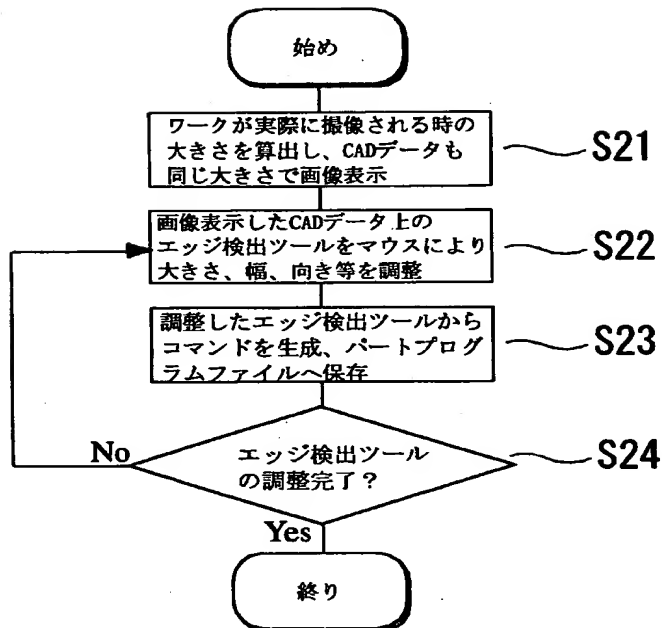 始め
ワークが実際に撮像される時の
大きさを算出し、CADデータも
同じ大きさで画像表示
S21
画像表示したCADデータ上の
エッジ検出ツールをマウスにより
大きさ、幅、向き等を調整
S22
調整したエッジ検出ツールから
コマンドを生成、パートプログ
ラムファイルへ保存
S23
エッジ検出ツール
の調整完了？
S24
No
Yes
終り